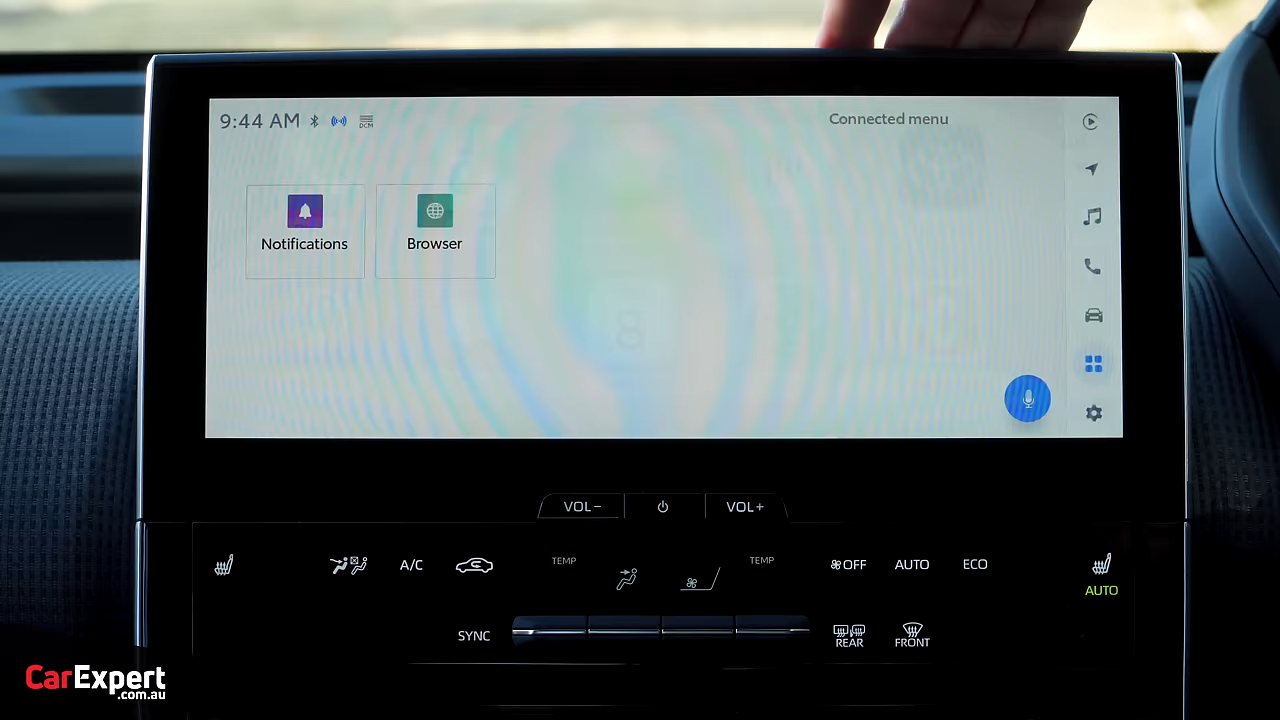 9:44 AM
DCM
Connected menu
Notifications
Browser
VOL−
VOL+
A/C
TEMP
TEMP
OFF
AUTO
ECO
AUTO
SYNC
REAR
FRONT
CarExpert
.com.au